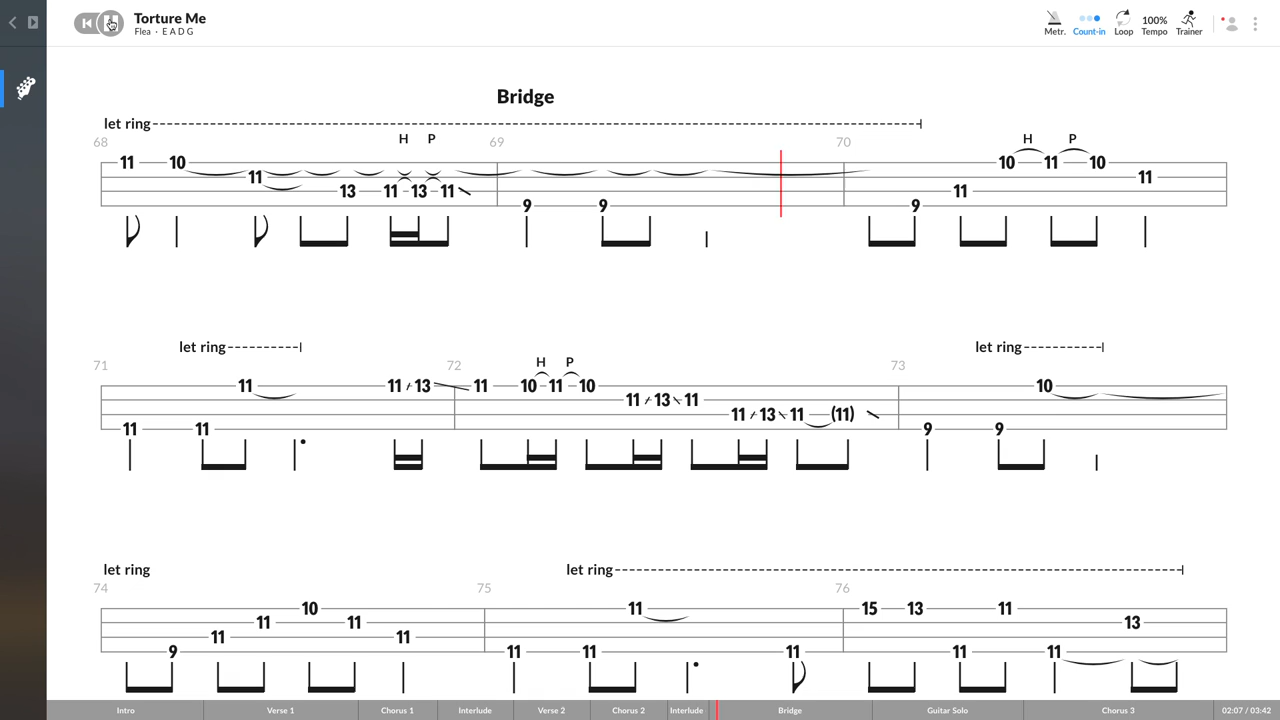 Torture Me
Flea · E A D G
Metr. Count-in Loop 100% Tempo Trainer
Bridge
let ring
68 H P 69 70 H P
11 10 10 11 10
11 11
13 11 13 11 11
9 9 9
let ring let ring
71 72 H P 73
11 11 13 11 10 11 10 10
11 13 11
11 13 11 (11)
11 11 9 9
let ring let ring
74 75 76
10 11 15 13 11
11 11 13
11 11
9 11 11 11 11 11
Intro Verse 1 Chorus 1 Interlude Verse 2 Chorus 2 Interlude Bridge Guitar Solo Chorus 3 02:07 / 03:42